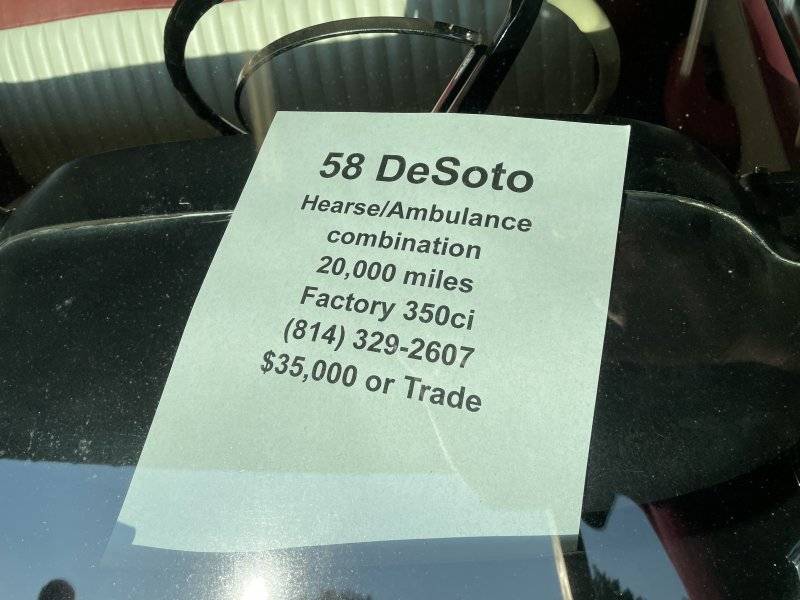 58 DeSoto
Hearse/Ambulance
combination
20,000 miles
Factory 350ci
(814) 329-2607
$35,000 or Trade